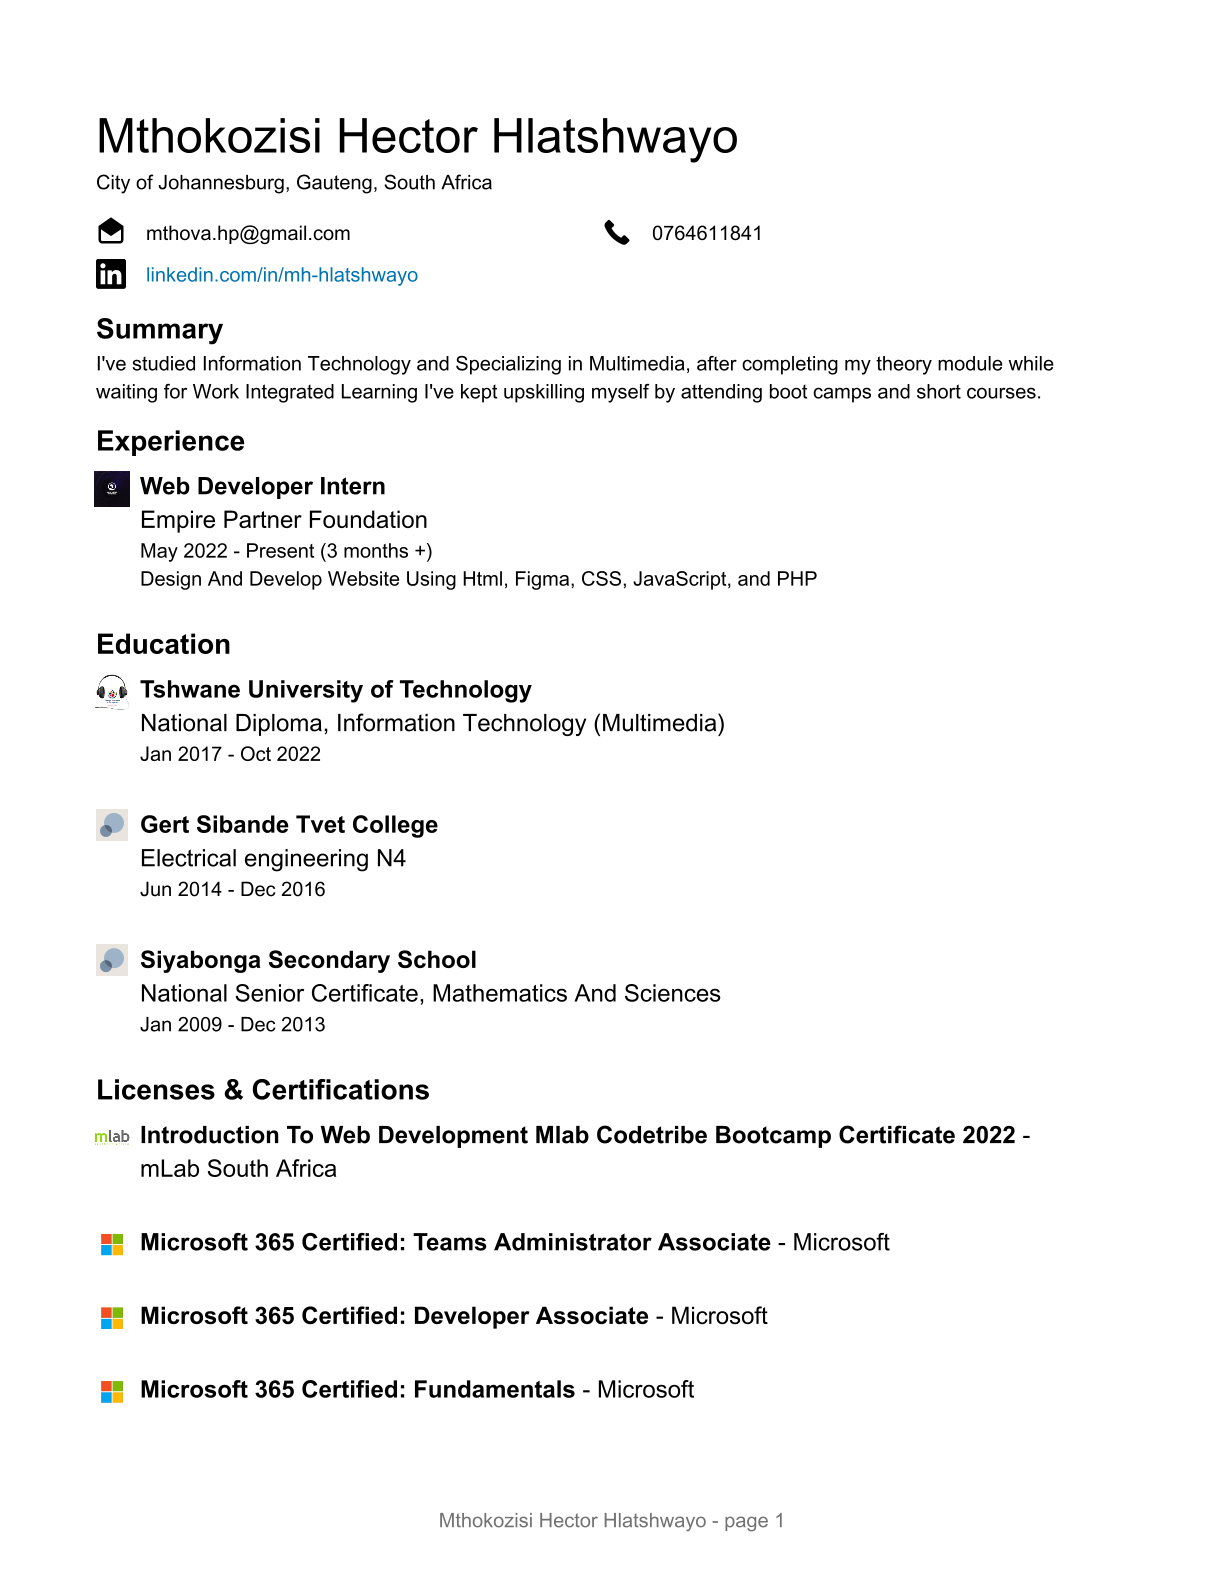 Mthokozisi Hector Hlatshwayo
City of Johannesburg, Gauteng, South Africa
mthova.hp@gmail.com 0764611841
linkedin.com/in/mh-hlatshwayo
Summary
I've studied Information Technology and Specializing in Multimedia, after completing my theory module while
waiting for Work Integrated Learning I've kept upskilling myself by attending boot camps and short courses.
Experience
Web Developer Intern
Empire Partner Foundation
May 2022 - Present (3 months +)
Design And Develop Website Using Html, Figma, CSS, JavaScript, and PHP
Education
Tshwane University of Technology
National Diploma, Information Technology (Multimedia)
Jan 2017 - Oct 2022
Gert Sibande Tvet College
Electrical engineering N4
Jun 2014 - Dec 2016
Siyabonga Secondary School
National Senior Certificate, Mathematics And Sciences
Jan 2009 - Dec 2013
Licenses & Certifications
mlab Introduction To Web Development Mlab Codetribe Bootcamp Certificate 2022 -
mLab South Africa
Microsoft 365 Certified: Teams Administrator Associate - Microsoft
Microsoft 365 Certified: Developer Associate - Microsoft
Microsoft 365 Certified: Fundamentals - Microsoft
Mthokozisi Hector Hlatshwayo - page 1